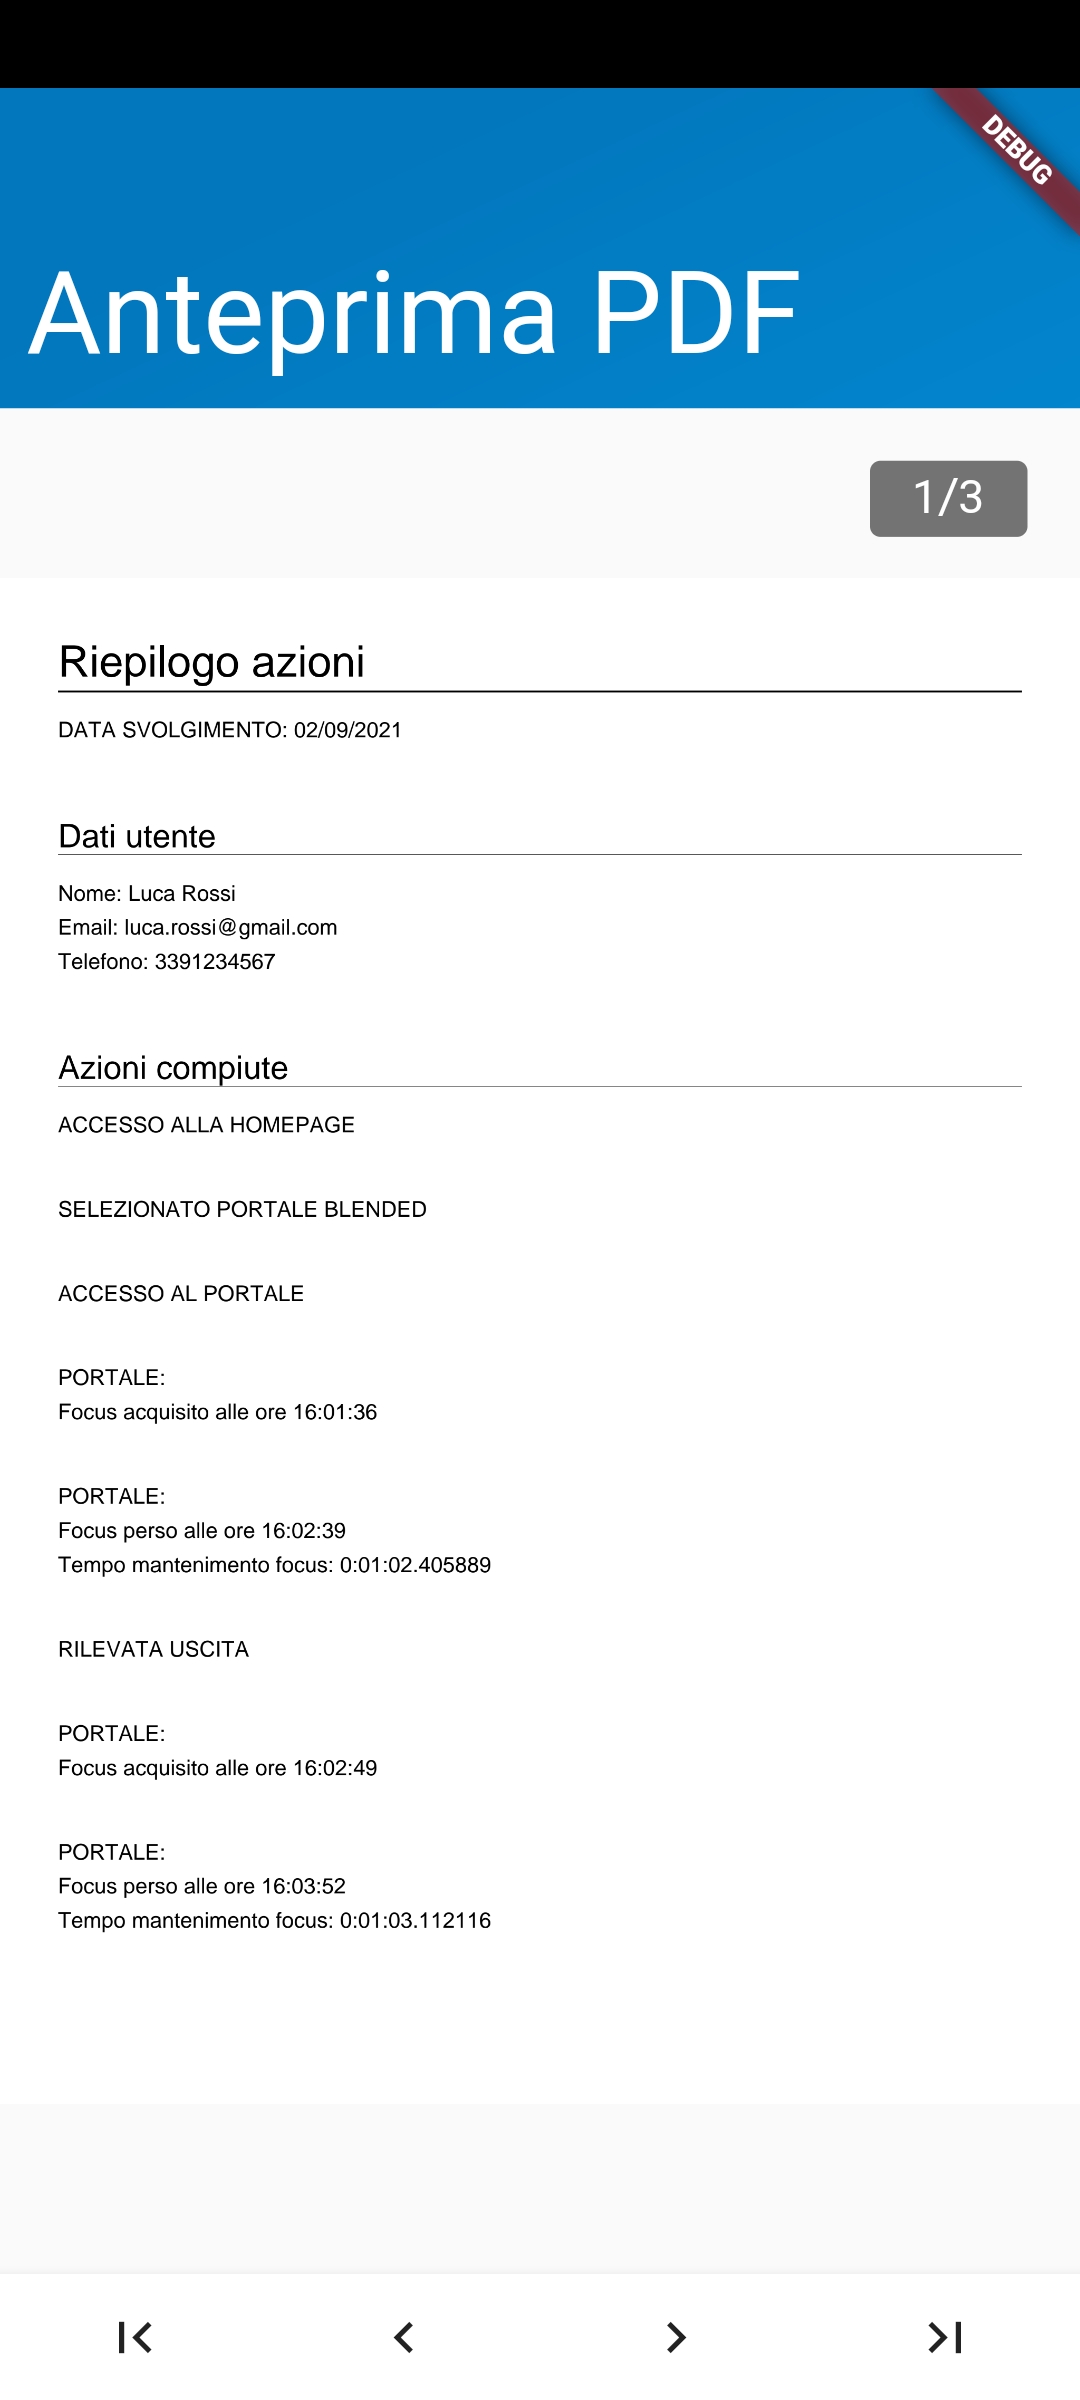 DEBUG
Anteprima PDF
1/3
Riepilogo azioni
DATA SVOLGIMENTO: 02/09/2021
Dati utente
Nome: Luca Rossi
Email: luca.rossi@gmail.com
Telefono: 3391234567
Azioni compiute
ACCESSO ALLA HOMEPAGE
SELEZIONATO PORTALE BLENDED
ACCESSO AL PORTALE
PORTALE:
Focus acquisito alle ore 16:01:36
PORTALE:
Focus perso alle ore 16:02:39
Tempo mantenimento focus: 0:01:02.405889
RILEVATA USCITA
PORTALE:
Focus acquisito alle ore 16:02:49
PORTALE:
Focus perso alle ore 16:03:52
Tempo mantenimento focus: 0:01:03.112116